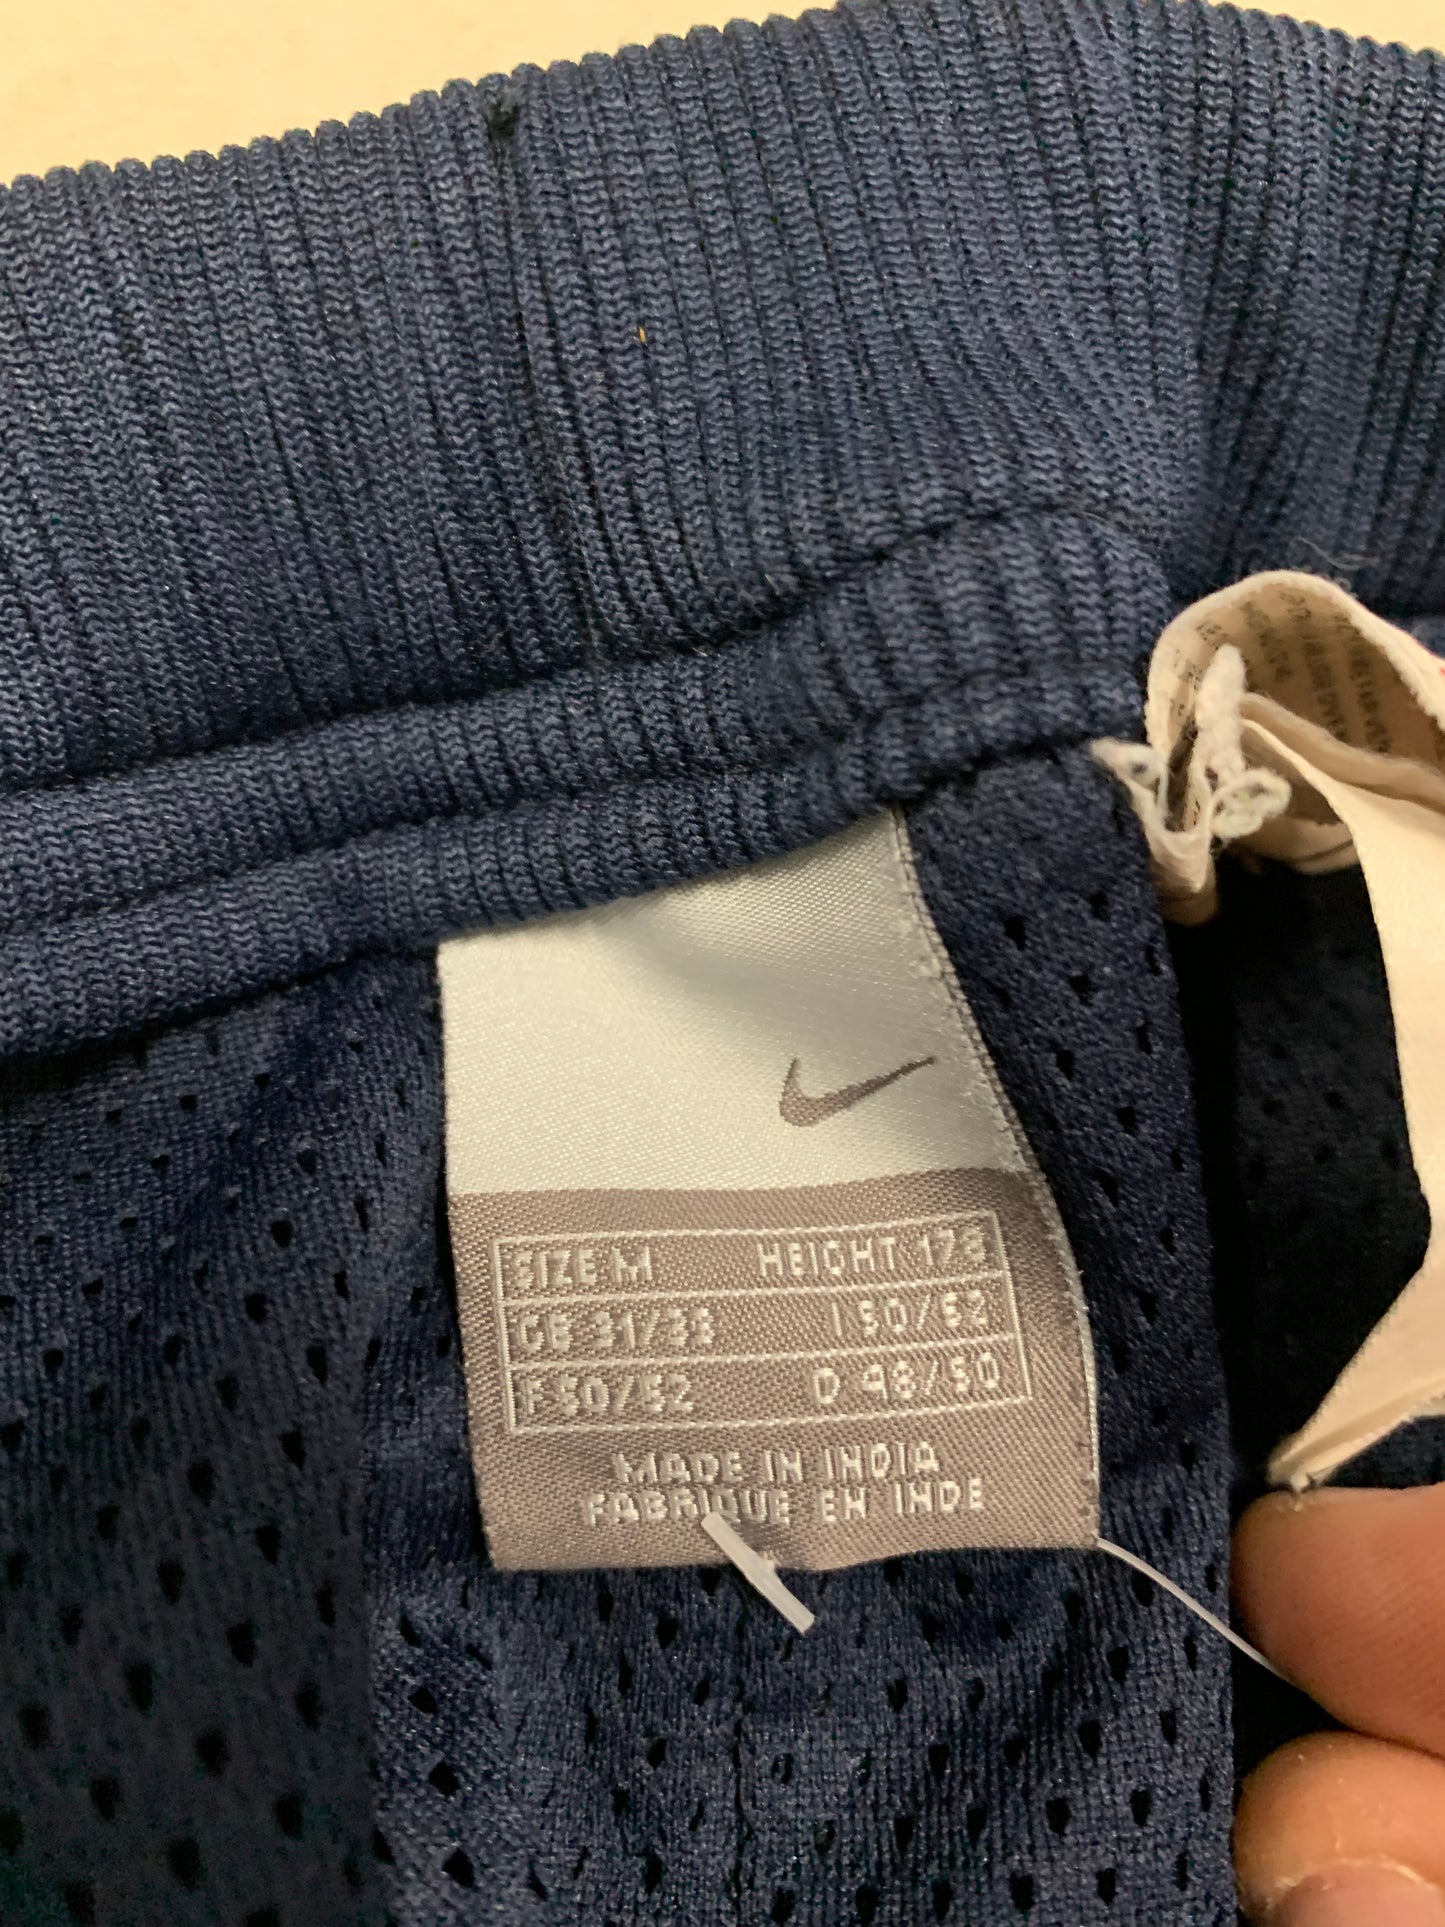 SIZE M HEIGHT 178
GB 31/33 I 50/52
F 50/52 D 48/50
MADE IN INDIA
FABRIQUE EN INDE